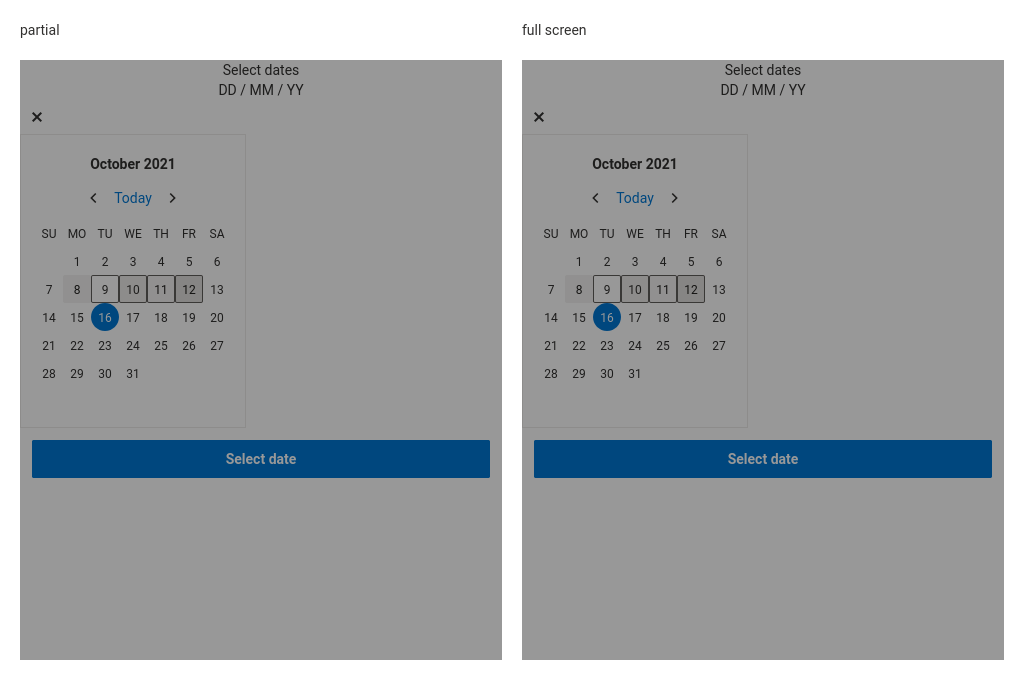 partial
Select dates
DD / MM / YY
×
October 2021
Today
SU MO TU WE TH FR SA
1 2 3 4 5 6
7 8 9 10 11 12 13
14 15 16 17 18 19 20
21 22 23 24 25 26 27
28 29 30 31
Select date
full screen
Select dates
DD / MM / YY
×
October 2021
Today
SU MO TU WE TH FR SA
1 2 3 4 5 6
7 8 9 10 11 12 13
14 15 16 17 18 19 20
21 22 23 24 25 26 27
28 29 30 31
Select date